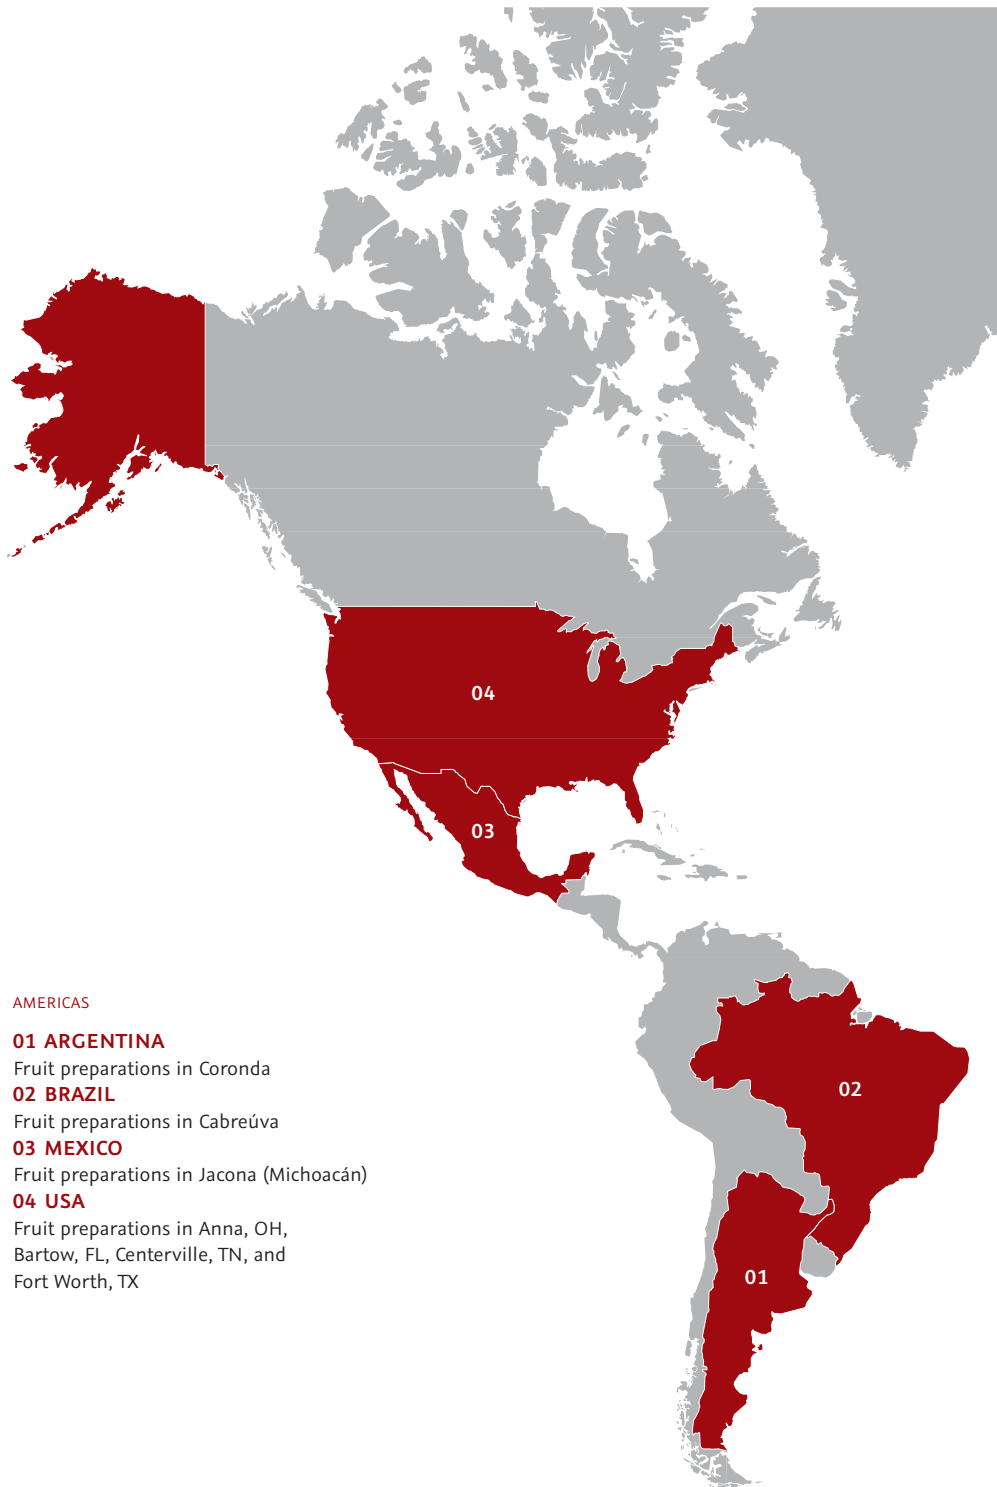 04
03
02
01
AMERICAS
01 ARGENTINA
Fruit preparations in Coronda
02 BRAZIL
Fruit preparations in Cabreúva
03 MEXICO
Fruit preparations in Jacona (Michoacán)
04 USA
Fruit preparations in Anna, OH,
Bartow, FL, Centerville, TN, and
Fort Worth, TX